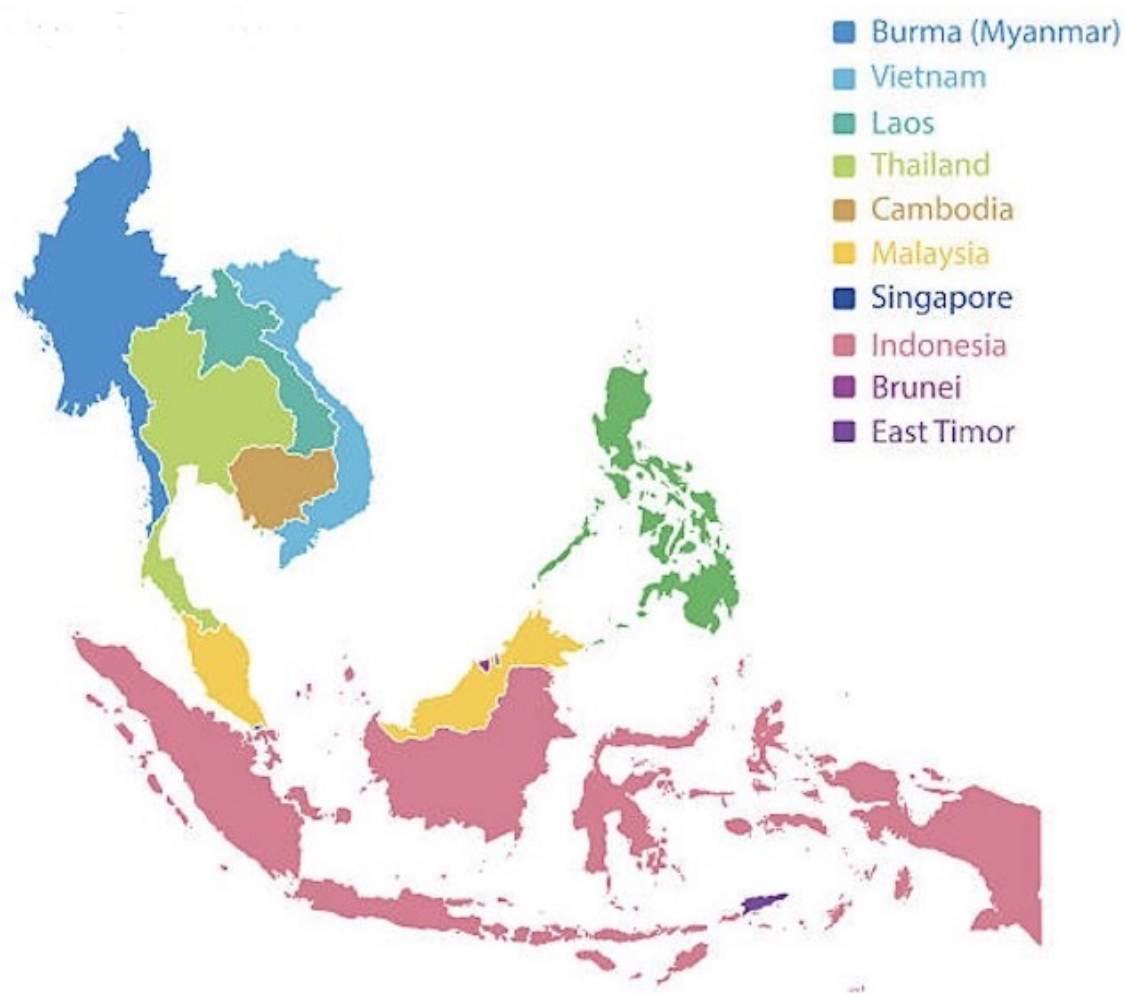 Burma (Myanmar)
Vietnam
Laos
Thailand
Cambodia
Malaysia
Singapore
Indonesia
Brunei
East Timor